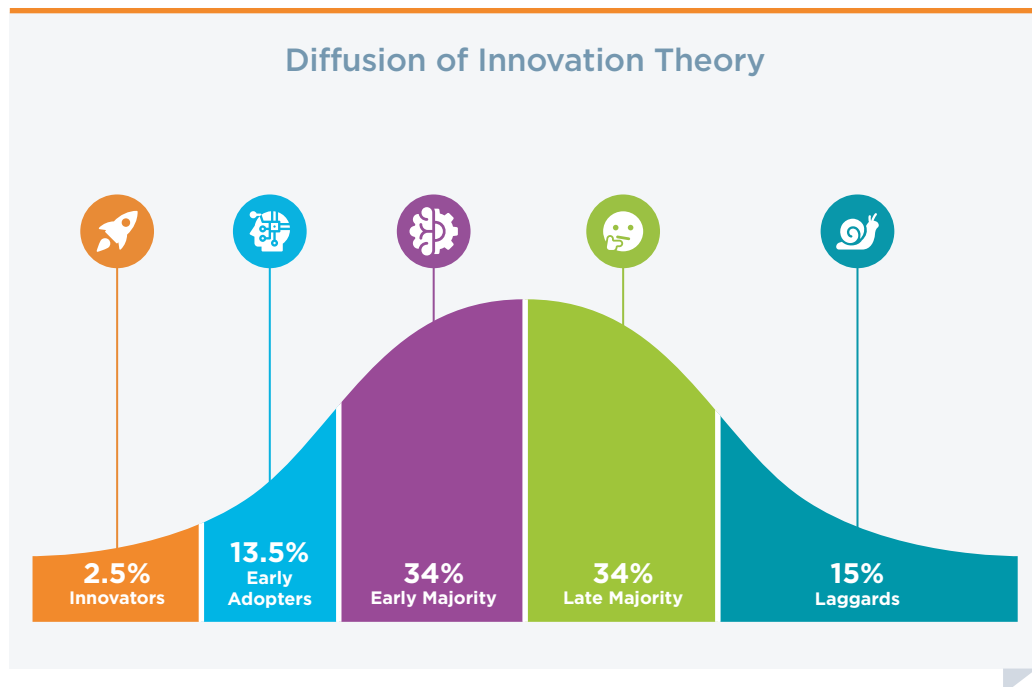 Diffusion of Innovation Theory
2.5%
Innovators
13.5%
Early
Adopters
34%
Early Majority
34%
Late Majority
15%
Laggards